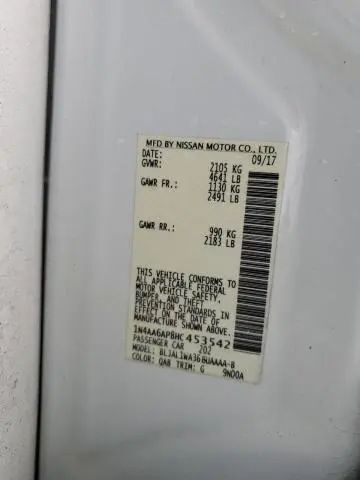 MFD BY NISSAN MOTOR CO., LTD.
DATE: 09/17
GVWR: 2105 KG
4641 LB
GAWR FR.: 1130 KG
2491 LB
GAWR RR.: 990 KG
2183 LB
THIS VEHICLE CONFORMS TO
ALL APPLICABLE FEDERAL
MOTOR VEHICLE SAFETY,
BUMPER, AND THEFT
PREVENTION STANDARDS IN
EFFECT ON THE DATE OF
MANUFACTURE SHOWN ABOVE.
1N4AA6AP8HC453542
PASSENGER CAR 202
MODEL: BLJALIWA36EUAAAA-B
COLOR: QAB TRIM: G 9N00A